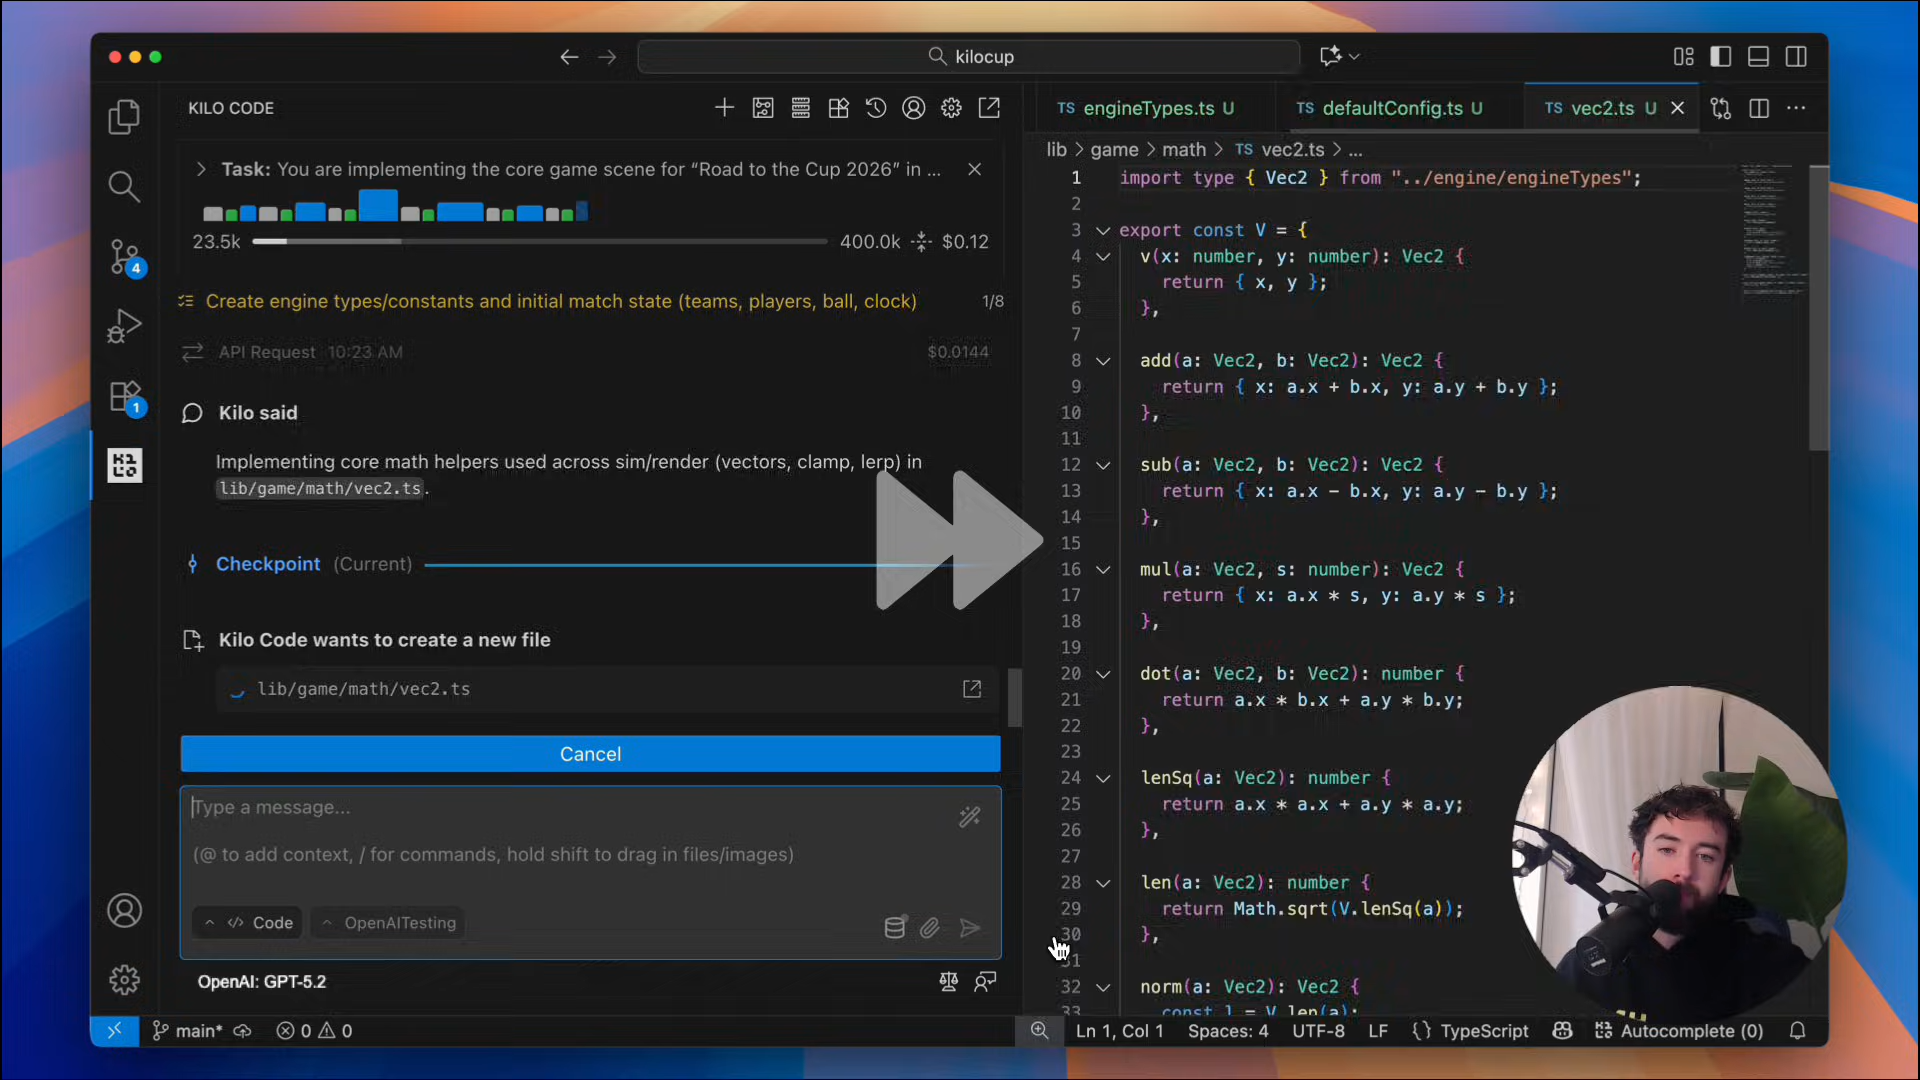 kilocup
KILO CODE
Task: You are implementing the core game scene for “Road to the Cup 2026” in ...
23.5k
400.0k
$0.12
Create engine types/constants and initial match state (teams, players, ball, clock)
1/8
API Request 10:23 AM
$0.0144
Kilo said
Implementing core math helpers used across sim/render (vectors, clamp, lerp) in
lib/game/math/vec2.ts.
Checkpoint (Current)
Kilo Code wants to create a new file
lib/game/math/vec2.ts
Cancel
Type a message...
(@ to add context, / for commands, hold shift to drag in files/images)
Code
OpenAITesting
OpenAI: GPT-5.2
4
1
KILO
TS engineTypes.ts U
TS defaultConfig.ts U
TS vec2.ts U
lib > game > math > TS vec2.ts > ...
1 import type { Vec2 } from "../engine/engineTypes";
2
3 export const V = {
4 v(x: number, y: number): Vec2 {
5 return { x, y };
6 },
7
8 add(a: Vec2, b: Vec2): Vec2 {
9 return { x: a.x + b.x, y: a.y + b.y };
10 },
11
12 sub(a: Vec2, b: Vec2): Vec2 {
13 return { x: a.x - b.x, y: a.y - b.y };
14 },
15
16 mul(a: Vec2, s: number): Vec2 {
17 return { x: a.x * s, y: a.y * s };
18 },
19
20 dot(a: Vec2, b: Vec2): number {
21 return a.x * b.x + a.y * b.y;
22 },
23
24 lenSq(a: Vec2): number {
25 return a.x * a.x + a.y * a.y;
26 },
27
28 len(a: Vec2): number {
29 return Math.sqrt(V.lenSq(a));
30 },
31
32 norm(a: Vec2): Vec2 {
33 const l = V.len(a);
main*
0
0
Ln 1, Col 1
Spaces: 4
UTF-8
LF
{} TypeScript
Autocomplete (0)